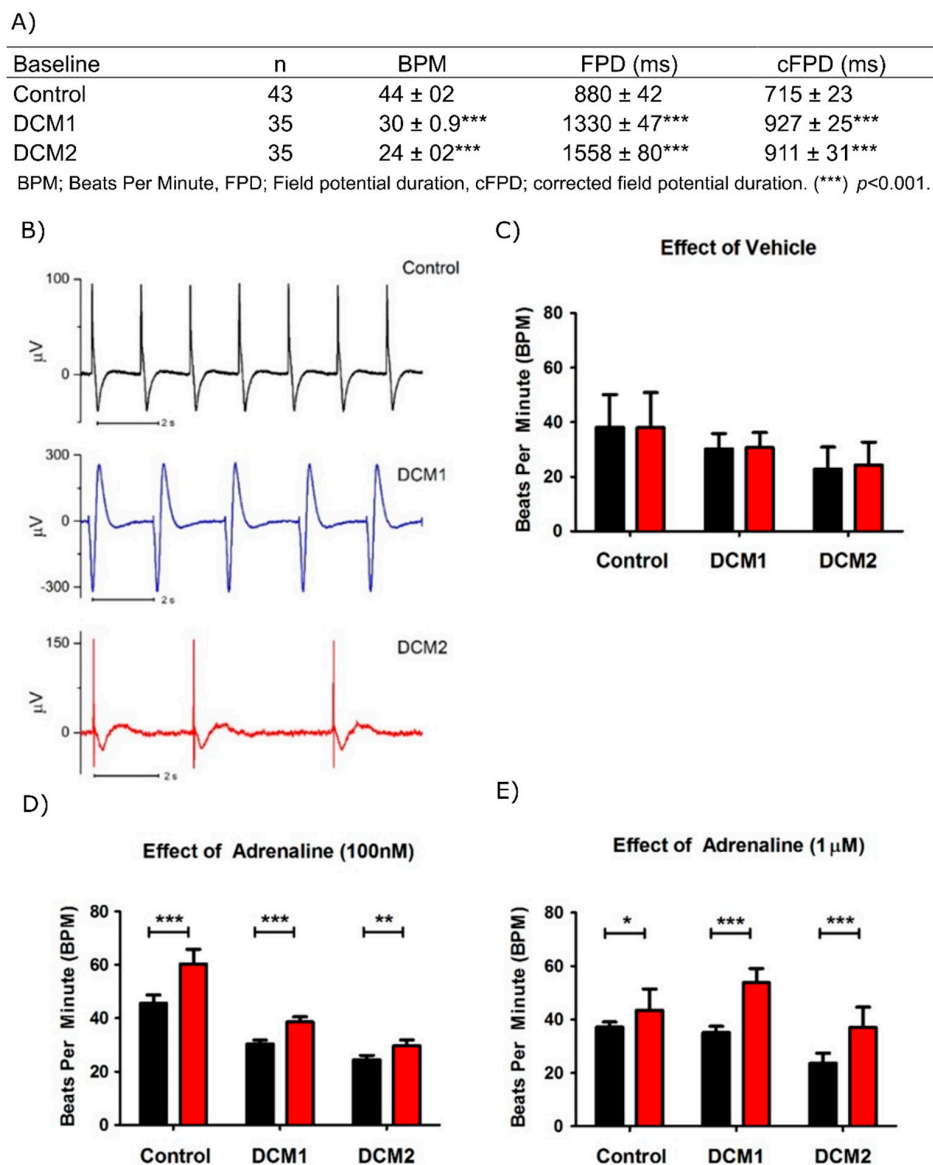 A)
Baseline n BPM FPD (ms) cFPD (ms)
Control 43 44 ± 02 880 ± 42 715 ± 23
DCM1 35 30 ± 0.9*** 1330 ± 47*** 927 ± 25***
DCM2 35 24 ± 02*** 1558 ± 80*** 911 ± 31***
BPM; Beats Per Minute, FPD; Field potential duration, cFPD; corrected field potential duration. (***) p<0.001.
B)
Control
100
0
μV
2 s
DCM1
300
0
-300
μV
2 s
DCM2
150
0
μV
2 s
C)
Effect of Vehicle
Beats Per Minute (BPM)
80
60
40
20
0
Control DCM1 DCM2
D)
Effect of Adrenaline (100nM)
Beats Per Minute (BPM)
80
60
40
20
0
*** *** **
Control DCM1 DCM2
E)
Effect of Adrenaline (1 μM)
Beats Per Minute (BPM)
80
60
40
20
0
* *** ***
Control DCM1 DCM2